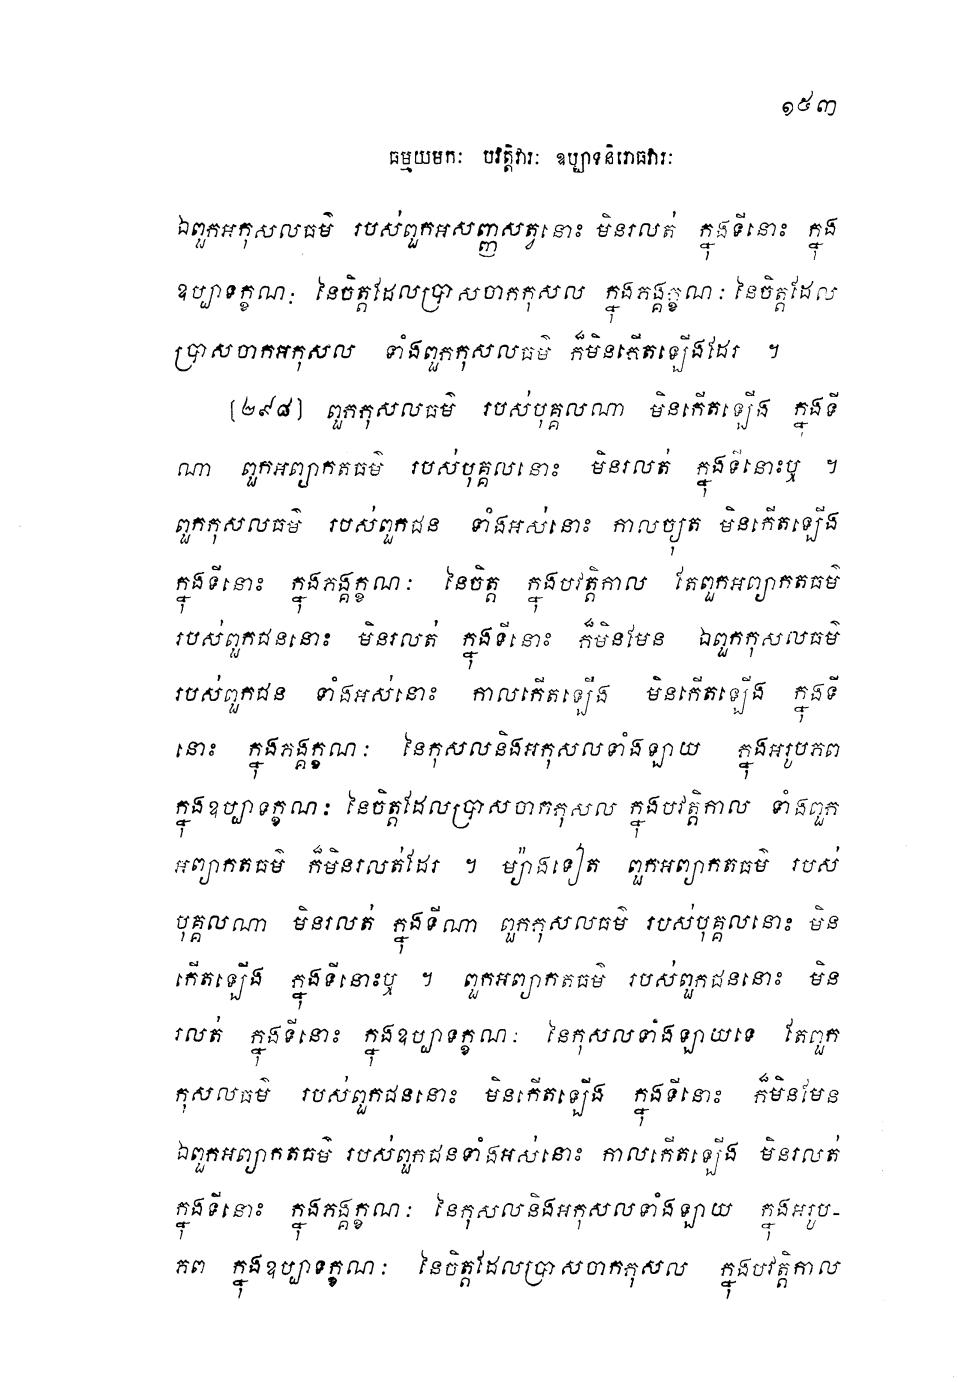 ១៥៣
ធម្មយមកៈ បវត្តិវារៈ ឧប្បាទនិរោធវារៈ
ឯពួកអកុសលធម៌ របស់ពួកអសញ្ញសត្វនោះ មិនរលត់ ក្នុងទីនោះ ក្នុង
ឧប្បាទក្ខណៈ នៃចិត្តដែលប្រាសចាកកុសល ក្នុងភង្គក្ខណៈ នៃចិត្តដែល
ប្រាសចាកអកុសល ទាំងពួកកុសលធម៌ ក៏មិនកើតឡើងដែរ ។
[២៩៨] ពួកកុសលធម៌ របស់បុគ្គលណា មិនកើតឡើង ក្នុងទី
ណា ពួកអព្យាកតធម៌ របស់បុគ្គលនោះ មិនរលត់ ក្នុងទីនោះឬ ។
ពួកកុសលធម៌ របស់ពួកជន ទាំងអស់នោះ កាលច្យុត មិនកើតឡើង
ក្នុងទីនោះ ក្នុងភង្គក្ខណៈ នៃចិត្ត ក្នុងបវត្តិកាល តែពួកអព្យាកតធម៌
របស់ពួកជននោះ មិនរលត់ ក្នុងទីនោះ ក៏មិនមែន ឯពួកកុសលធម៌
របស់ពួកជន ទាំងអស់នោះ កាលកើតឡើង មិនកើតឡើង ក្នុងទី
នោះ ក្នុងភង្គក្ខណៈ នៃកុសលនិងអកុសលទាំងឡាយ ក្នុងអរូបភព
ក្នុងឧប្បាទក្ខណៈ នៃចិត្តដែលប្រាសចាកកុសល ក្នុងបវត្តិកាល ទាំងពួក
អព្យាកតធម៌ ក៏មិនរលត់ដែរ ។ ម្យ៉ាងទៀត ពួកអព្យាកតធម៌ របស់
បុគ្គលណា មិនរលត់ ក្នុងទីណា ពួកកុសលធម៌ របស់បុគ្គលនោះ មិន
កើតឡើង ក្នុងទីនោះឬ ។ ពួកអព្យាកតធម៌ របស់ពួកជននោះ មិន
រលត់ ក្នុងទីនោះ ក្នុងឧប្បាទក្ខណៈ នៃកុសលទាំងឡាយទេ តែពួក
កុសលធម៌ របស់ពួកជននោះ មិនកើតឡើង ក្នុងទីនោះ ក៏មិនមែន
ឯពួកអព្យាកតធម៌ របស់ពួកជនទាំងអស់នោះ កាលកើតឡើង មិនរលត់
ក្នុងទីនោះ ក្នុងភង្គក្ខណៈ នៃកុសលនិងអកុសលទាំងឡាយ ក្នុងអរូប-
ភព ក្នុងឧប្បាទក្ខណៈ នៃចិត្តដែលប្រាសចាកកុសល ក្នុងបវត្តិកាល